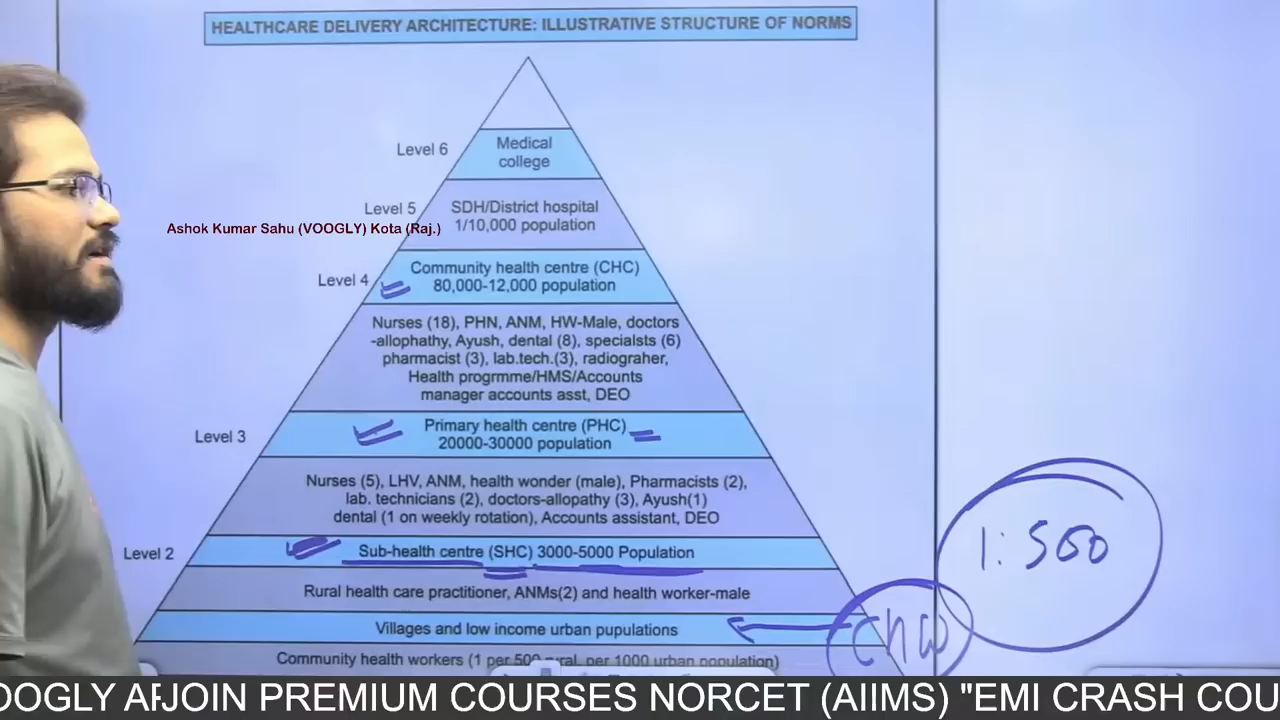 HEALTHCARE DELIVERY ARCHITECTURE: ILLUSTRATIVE STRUCTURE OF NORMS
Level 6
Medical
college
Level 5
SDH/District hospital
1/10,000 population
Ashok Kumar Sahu (VOOGLY) Kota (Raj.)
Level 4
Community health centre (CHC)
80,000-12,000 population
Nurses (18), PHN, ANM, HW-Male, doctors
-allophathy, Ayush, dental (8), specialsts (6)
pharmacist (3), lab.tech.(3), radiograher,
Health progrmme/HMS/Accounts
manager accounts asst, DEO
Level 3
Primary health centre (PHC)
20000-30000 population
Nurses (5), LHV, ANM, health wonder (male), Pharmacists (2),
lab. technicians (2), doctors-allopathy (3), Ayush(1)
dental (1 on weekly rotation), Accounts assistant, DEO
1:500
Level 2
Sub-health centre (SHC) 3000-5000 Population
Rural health care practitioner, ANMs(2) and health worker-male
Villages and low income urban pupulations
CHW
Community health workers (1 per 500 rural, per 1000 urban population)
OOGLY AF
JOIN PREMIUM COURSES NORCET (AIIMS) "EMI CRASH COU